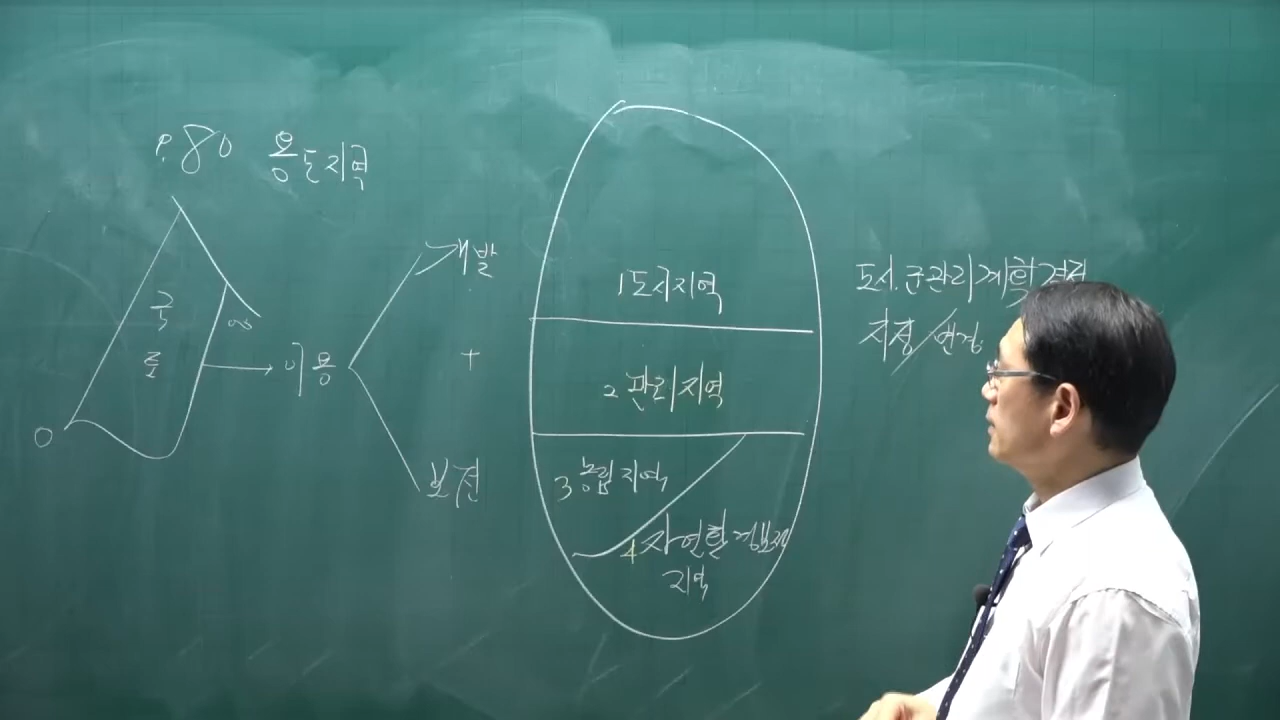 P.80 용도지역
국
토
이용
개발
+
보전
1 도시지역
2 관리지역
3 농림지역
4 자연환경보전
지역
도시.군관리계획결정
지정/변경